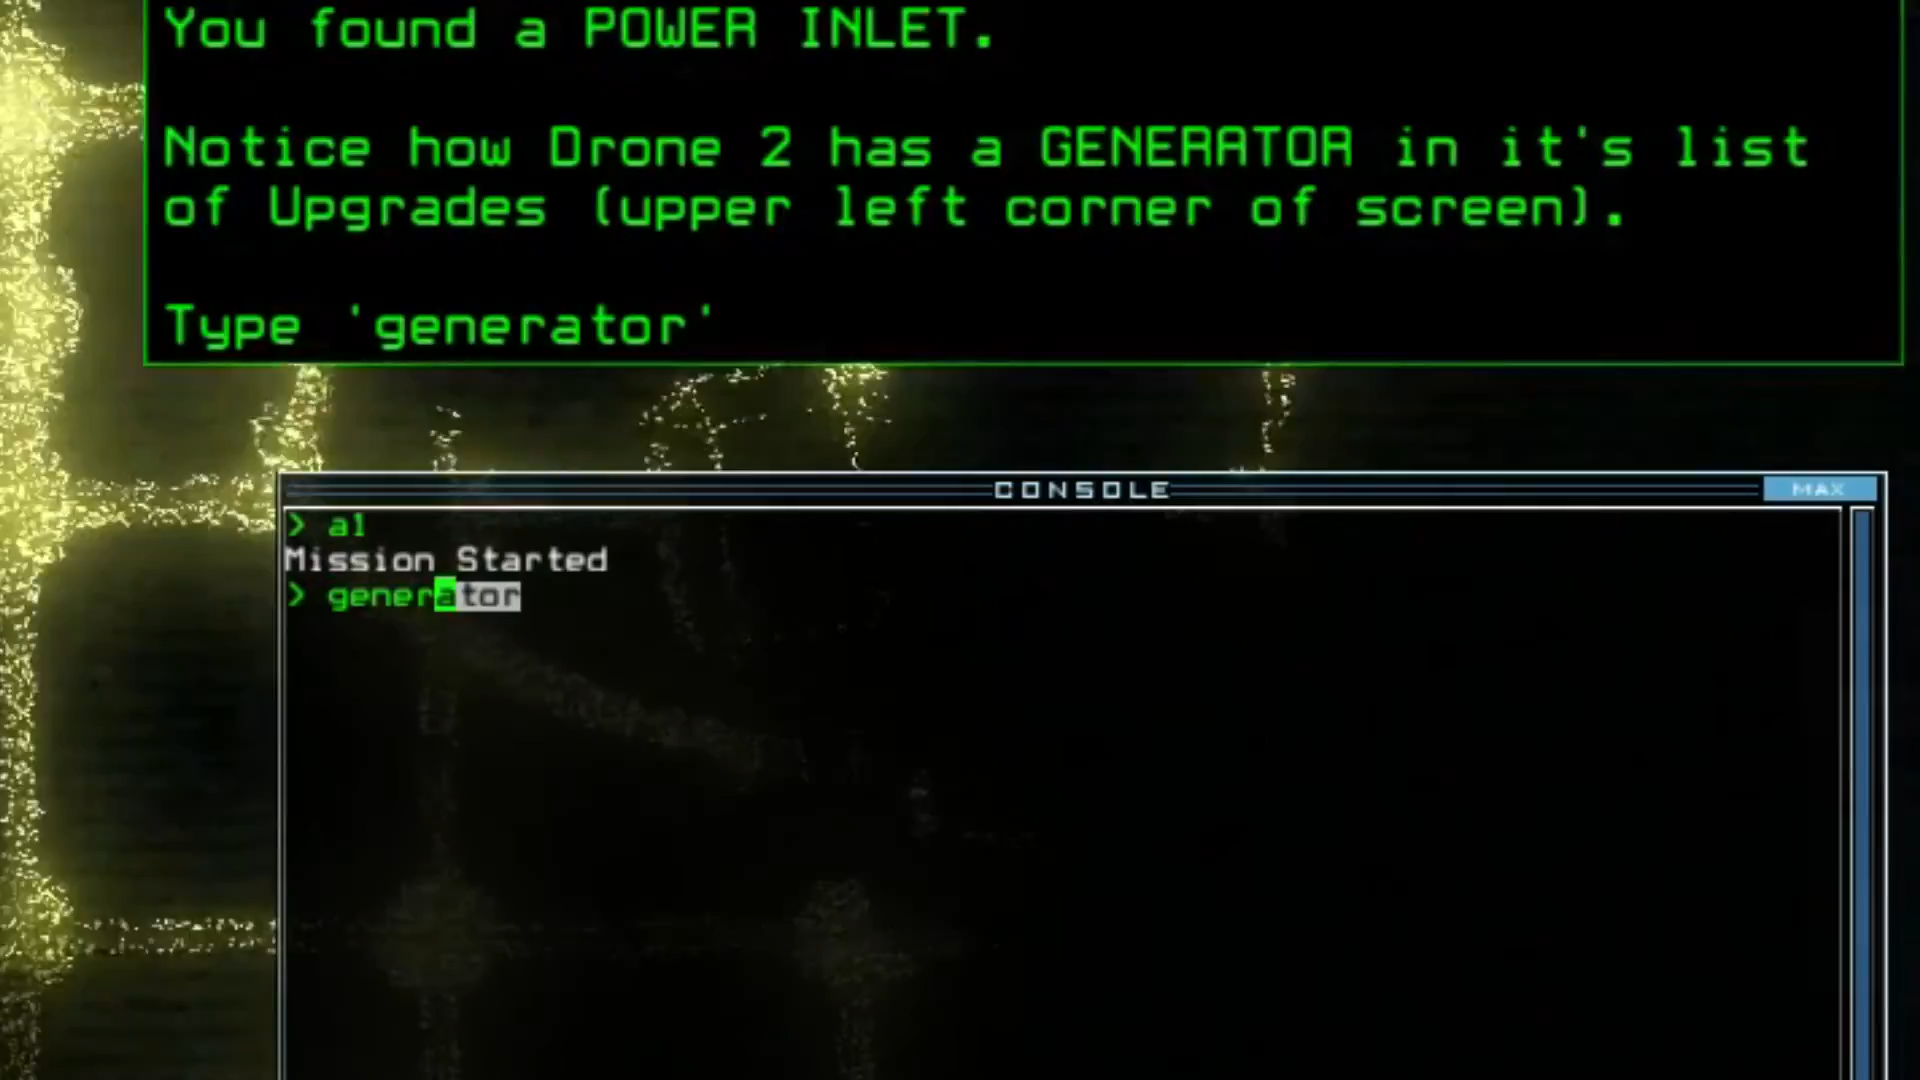 You found a POWER INLET.
Notice how Drone 2 has a GENERATOR in it's list
of Upgrades (upper left corner of screen).
Type 'generator'
CONSOLE
MAX
> a1
Mission Started
> generator